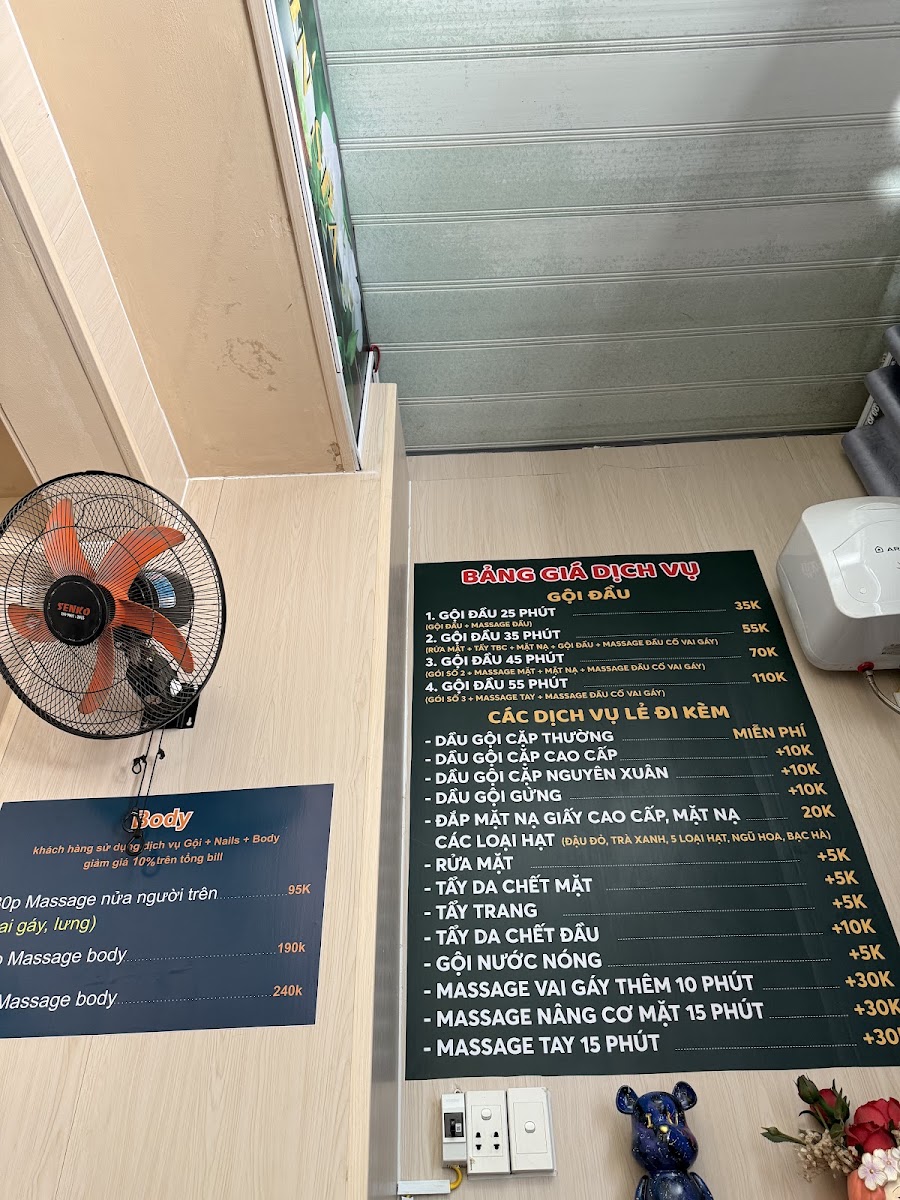 SENKO
Body
khách hàng sử dụng dịch vụ Gội + Nails + Body
giảm giá 10% trên tổng bill
Massage nửa người trên 95K
gáy, lưng)
Massage body 190k
Massage body 240k
BẢNG GIÁ DỊCH VỤ
GỘI ĐẦU
1. GỘI ĐẦU 25 PHÚT 35K
(GỘI ĐẦU + MASSAGE ĐẦU)
2. GỘI ĐẦU 35 PHÚT 55K
(RỬA MẶT + TẨY TBC + MẶT NẠ + GỘI ĐẦU + MASSAGE ĐẦU CỔ VAI GÁY)
3. GỘI ĐẦU 45 PHÚT 70K
(GÓI SỐ 2 + MASSAGE MẶT + MẶT NẠ + MASSAGE ĐẦU CỔ VAI GÁY)
4. GỘI ĐẦU 55 PHÚT 110K
(GÓI SỐ 3 + MASSAGE TAY + MASSAGE ĐẦU CỔ VAI GÁY)
CÁC DỊCH VỤ LẺ ĐI KÈM
- DẦU GỘI CẶP THƯỜNG MIỄN PHÍ
- DẦU GỘI CẶP CAO CẤP +10K
- DẦU GỘI CẶP NGUYÊN XUÂN +10K
- DẦU GỘI GỪNG +10K
- ĐẮP MẶT NẠ GIẤY CAO CẤP, MẶT NẠ 20K
CÁC LOẠI HẠT (ĐẬU ĐỎ, TRÀ XANH, 5 LOẠI HẠT, NGŨ HOA, BẠC HÀ)
- RỬA MẶT +5K
- TẨY DA CHẾT MẶT +5K
- TẨY TRANG +5K
- TẨY DA CHẾT ĐẦU +10K
- GỘI NƯỚC NÓNG +5K
- MASSAGE VAI GÁY THÊM 10 PHÚT +30K
- MASSAGE NÂNG CƠ MẶT 15 PHÚT +30K
- MASSAGE TAY 15 PHÚT +30